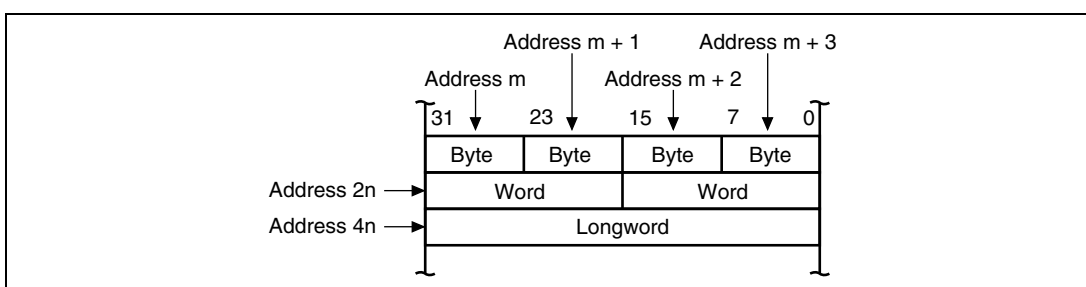 Address m + 1 Address m + 3
Address m Address m + 2
31 23 15 7 0
Byte Byte Byte Byte
Address 2n Word Word
Address 4n Longword